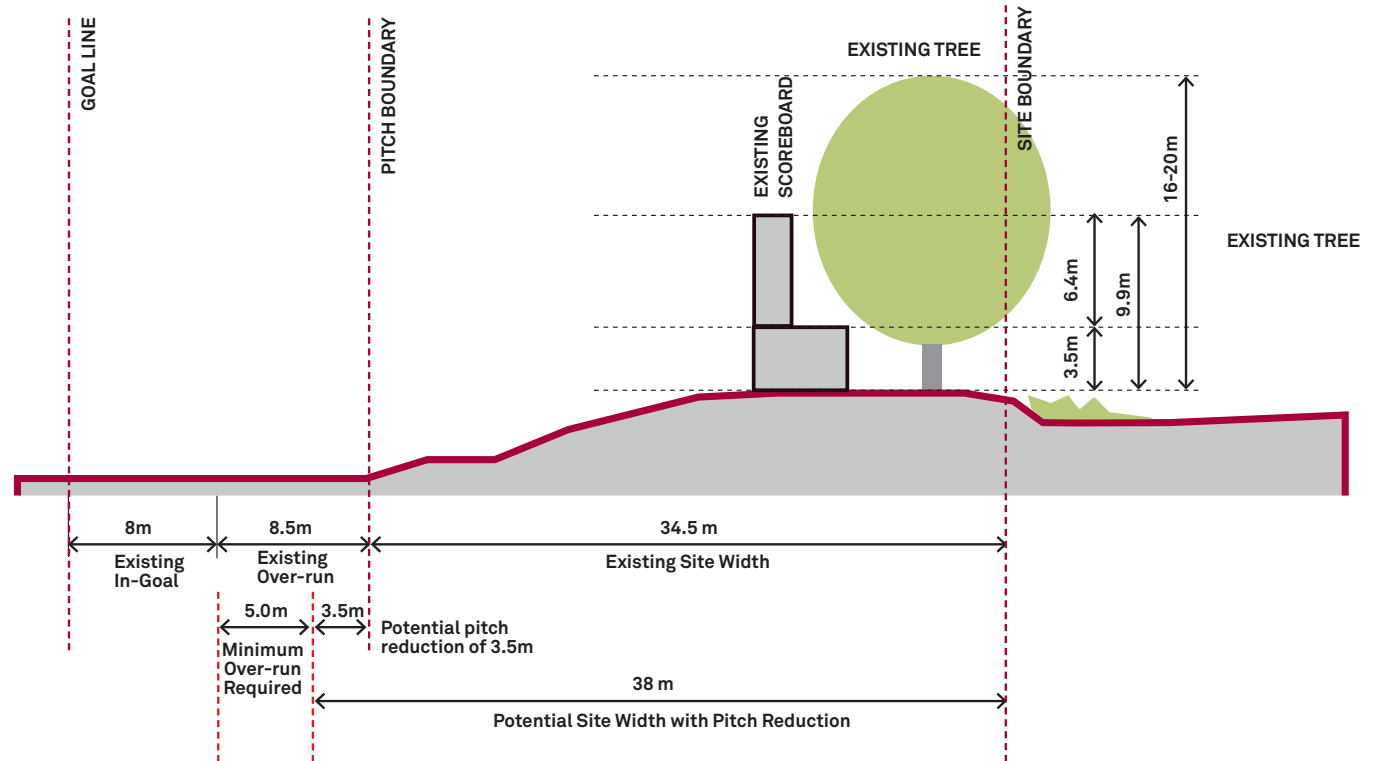 GOAL LINE
PITCH BOUNDARY
EXISTING
SCOREBOARD
EXISTING TREE
SITE BOUNDARY
16-20m
6.4m
9.9m
3.5m
EXISTING TREE
8m
Existing
In-Goal
8.5m
Existing
Over-run
34.5 m
Existing Site Width
5.0m
Minimum
Over-run
Required
3.5m
Potential pitch
reduction of 3.5m
38 m
Potential Site Width with Pitch Reduction